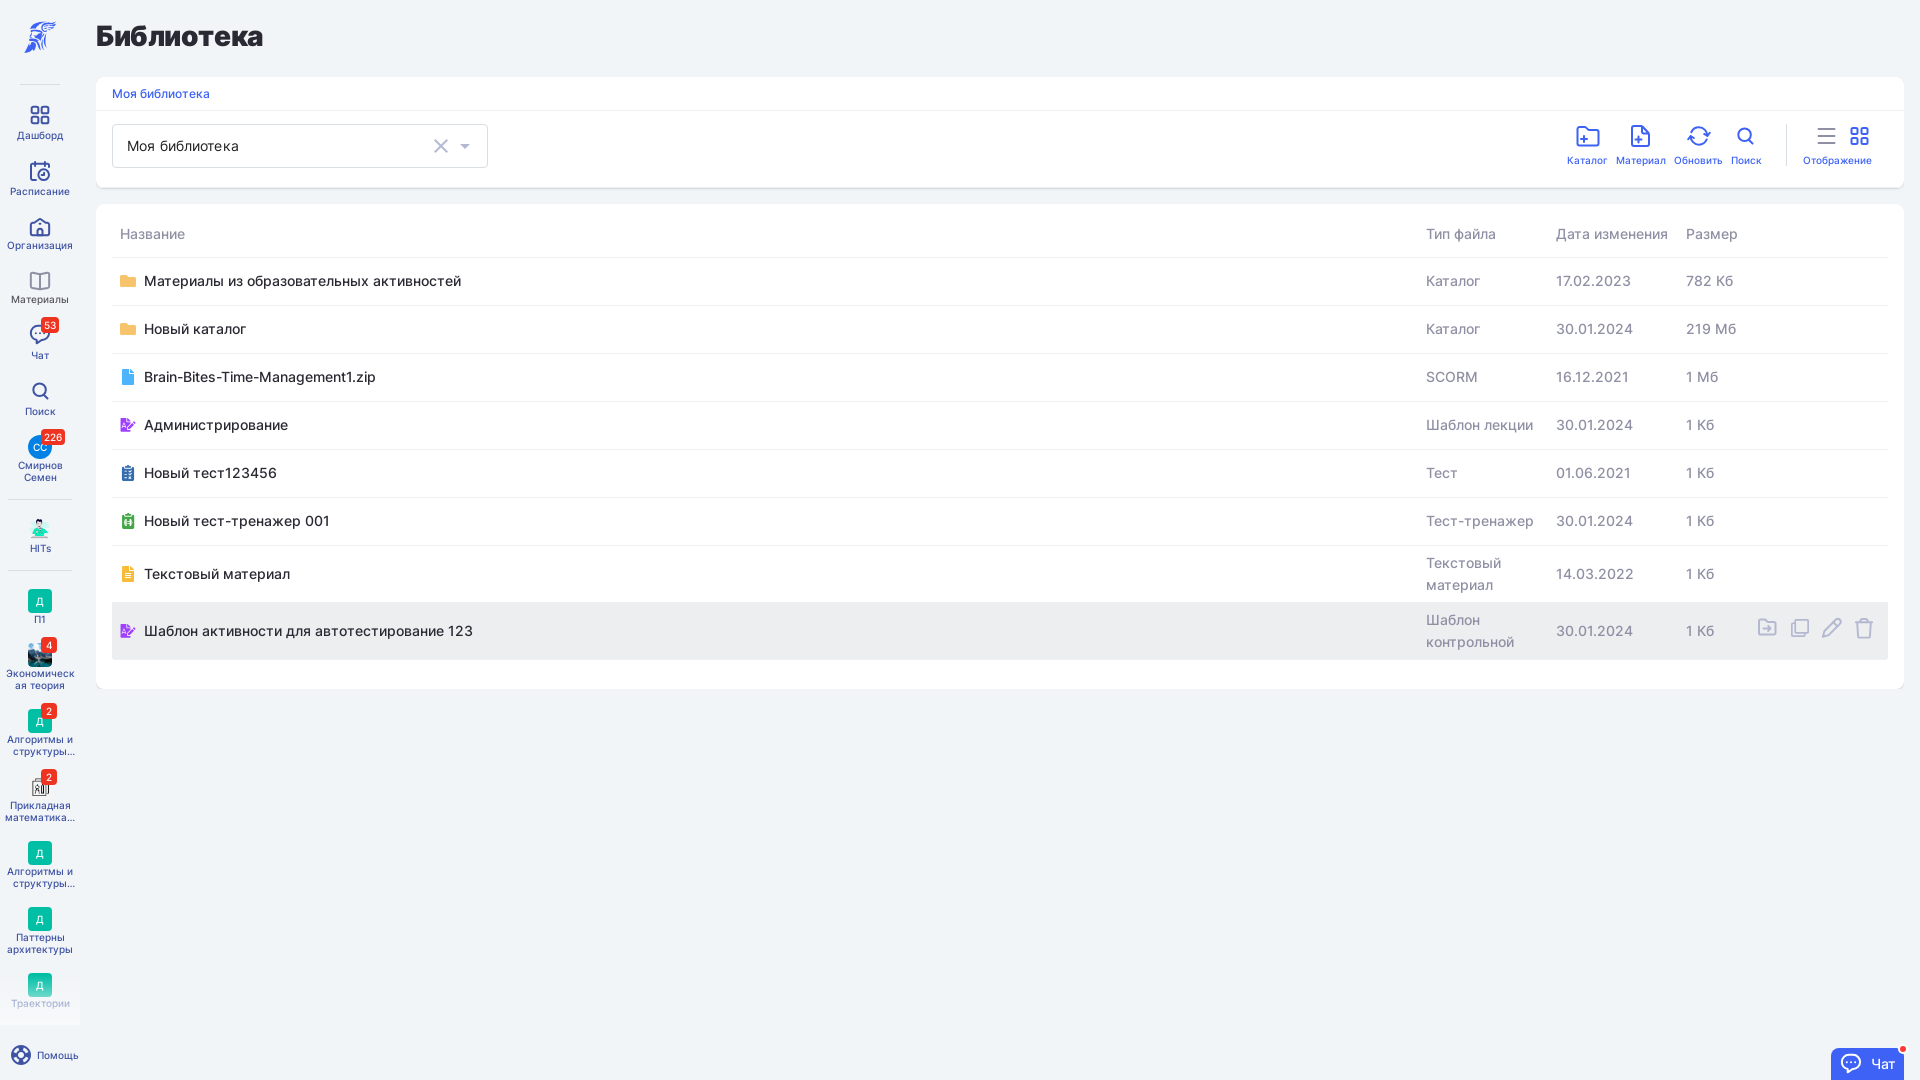 Библиотека
Моя библиотека
Моя библиотека
Каталог
Материал
Обновить
Поиск
Отображение
Название Тип файла Дата изменения Размер
Материалы из образовательных активностей Каталог 17.02.2023 782 Кб
Новый каталог Каталог 30.01.2024 219 Мб
Brain-Bites-Time-Management1.zip SCORM 16.12.2021 1 Мб
Администрирование Шаблон лекции 30.01.2024 1 Кб
Новый тест123456 Тест 01.06.2021 1 Кб
Новый тест-тренажер 001 Тест-тренажер 30.01.2024 1 Кб
Текстовый материал Текстовый материал 14.03.2022 1 Кб
Шаблон активности для автотестирование 123 Шаблон контрольной 30.01.2024 1 Кб
Дашборд
Расписание
Организация
Материалы
53
Чат
Поиск
СС
226
Смирнов
Семен
HITs
Д
П1
4
Экономическ
ая теория
Д
2
Алгоритмы и
структуры...
2
Прикладная
математика...
Д
Алгоритмы и
структуры...
Д
Паттерны
архитектуры
Д
Траектории
Помощь
Чат